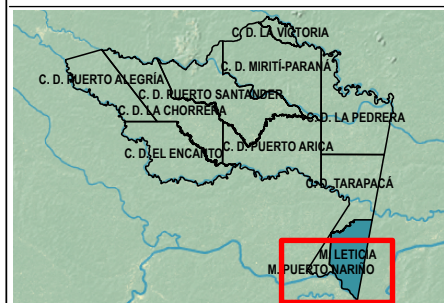 C. D. LA VICTORIA
C. D. MIRITÍ-PARANÁ
C. D. PUERTO ALEGRÍA
C. D. PUERTO SANTANDER
C. D. LA CHORRERA
C. D. LA PEDRERA
C. D. EL ENCANTO
C. D. PUERTO ARICA
C. D. TARAPACÁ
M. LETICIA
M. PUERTO NARIÑO